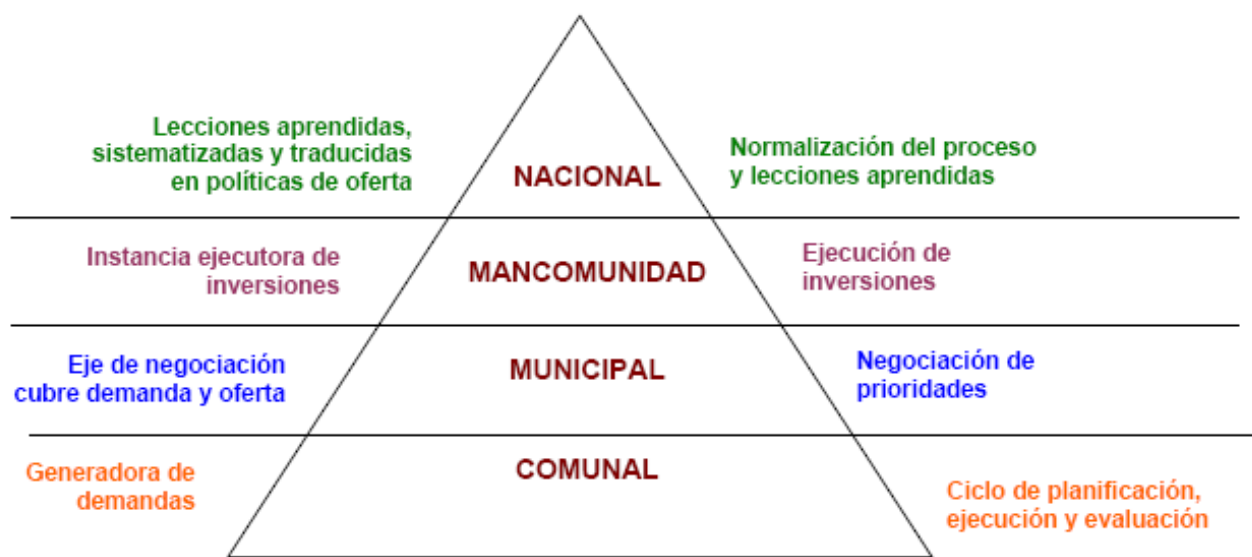 Lecciones aprendidas,
sistematizadas y traducidas
en políticas de oferta
NACIONAL
Normalización del proceso
y lecciones aprendidas
Instancia ejecutora de
inversiones
MANCOMUNIDAD
Ejecución de
inversiones
Eje de negociación
cubre demanda y oferta
MUNICIPAL
Negociación de
prioridades
Generadora de
demandas
COMUNAL
Ciclo de planificación,
ejecución y evaluación